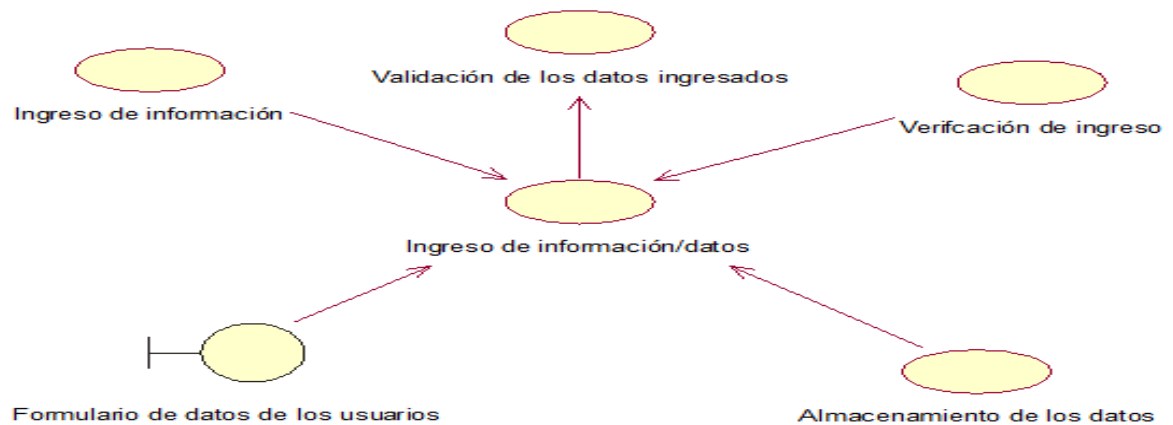 Validación de los datos ingresados
Ingreso de información
Verifcación de ingreso
Ingreso de información/datos
Formulario de datos de los usuarios
Almacenamiento de los datos